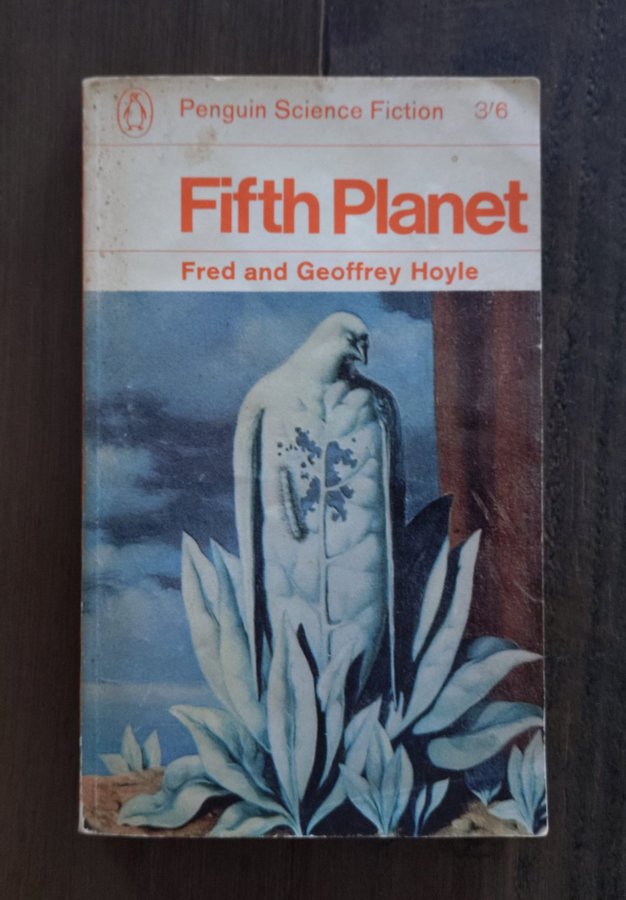 Penguin Science Fiction 3'6
Fifth Planet
Fred and Geoffrey Hoyle